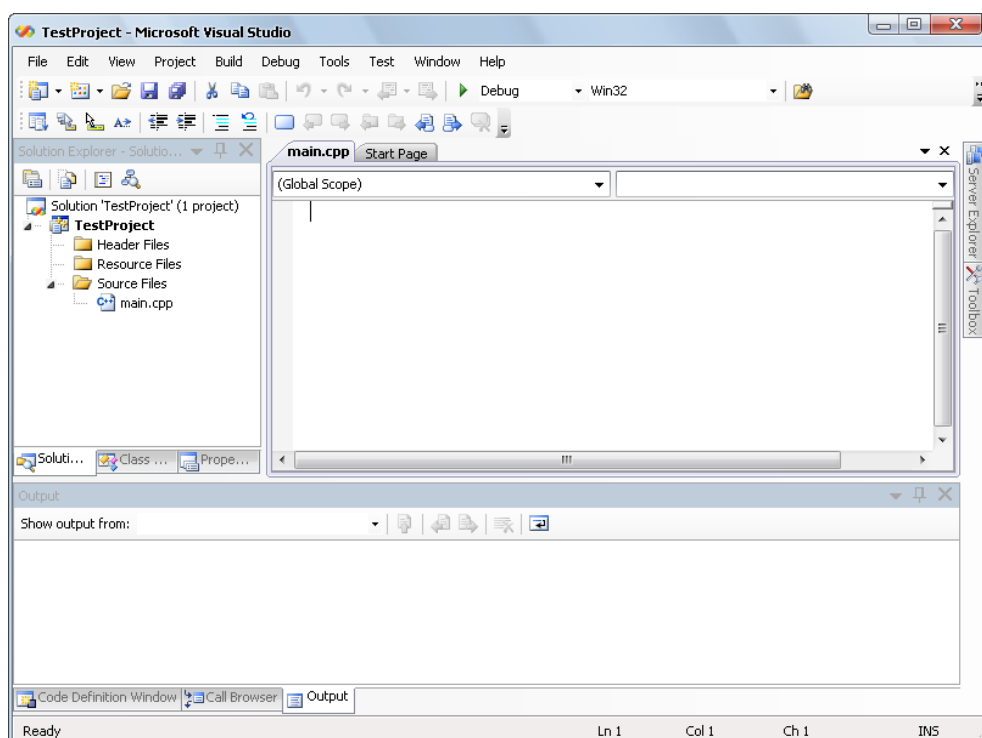 TestProject - Microsoft Visual Studio
File Edit View Project Build Debug Tools Test Window Help
Debug Win32
Solution Explorer - Solutio...
main.cpp Start Page
(Global Scope)
Solution 'TestProject' (1 project)
TestProject
Header Files
Resource Files
Source Files
main.cpp
Server Explorer
Toolbox
Soluti... Class ... Prope...
Output
Show output from:
Code Definition Window Call Browser Output
Ready Ln 1 Col 1 Ch 1 INS